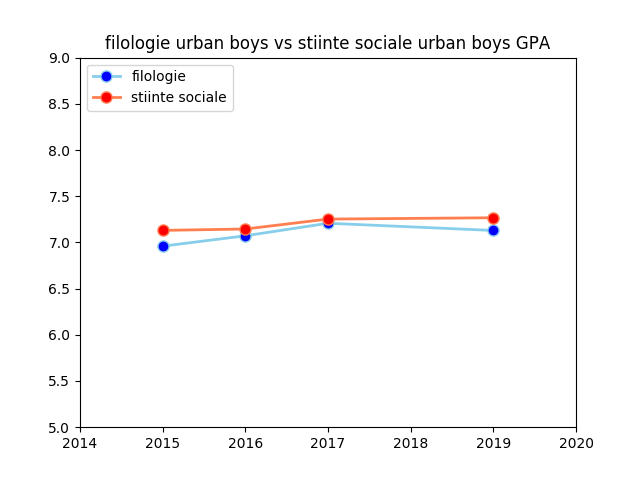 filologie urban boys vs stiinte sociale urban boys GPA
filologie
stiinte sociale
9.0
8.5
8.0
7.5
7.0
6.5
6.0
5.5
5.0
2014 2015 2016 2017 2018 2019 2020